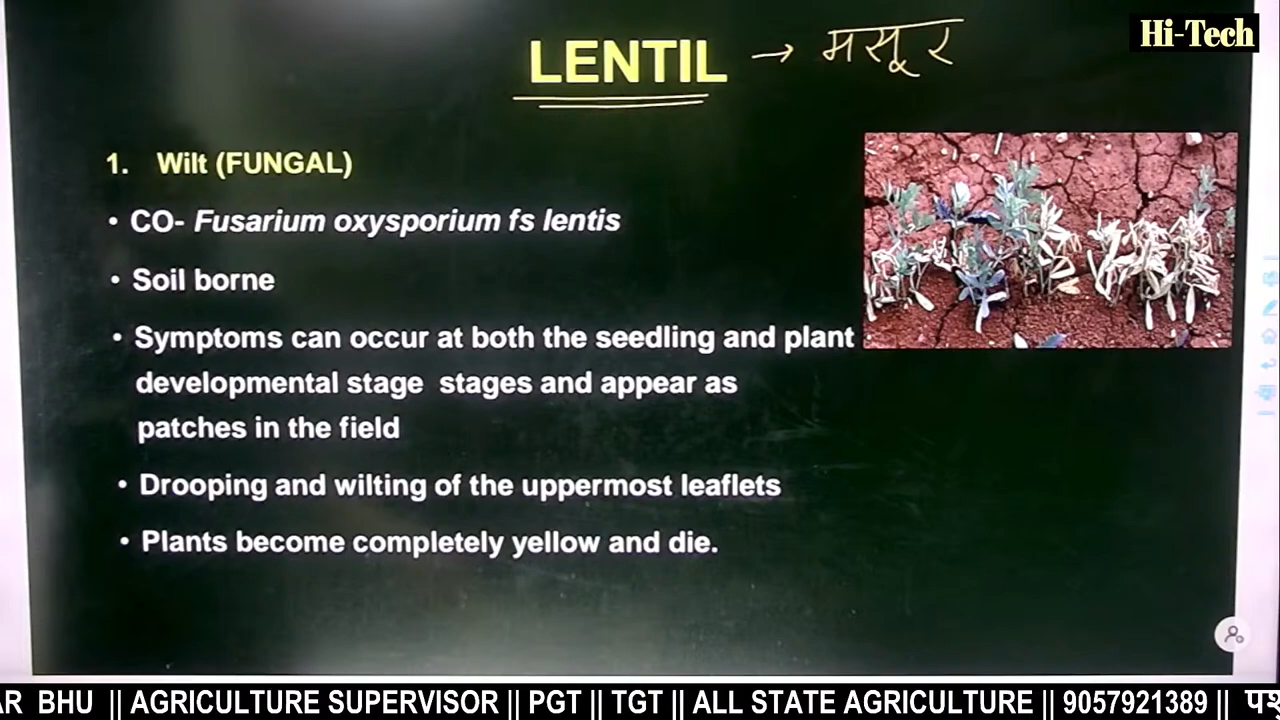 Hi-Tech
LENTIL → मसूर
1. Wilt (FUNGAL)
• CO- Fusarium oxysporium fs lentis
• Soil borne
• Symptoms can occur at both the seedling and plant
developmental stage stages and appear as
patches in the field
• Drooping and wilting of the uppermost leaflets
• Plants become completely yellow and die.
AR BHU || AGRICULTURE SUPERVISOR || PGT || TGT || ALL STATE AGRICULTURE || 9057921389 ||